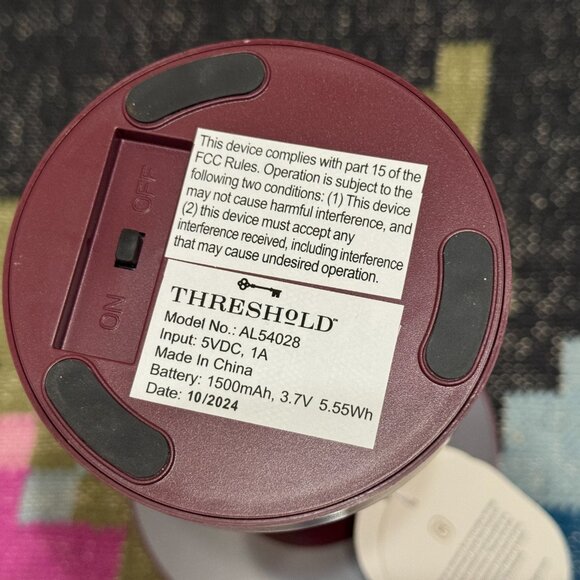 This device complies with part 15 of the
FCC Rules. Operation is subject to the
following two conditions: (1) This device
may not cause harmful interference, and
(2) this device must accept any
interference received, including interference
that may cause undesired operation.
OFF
ON
THRESHOLD™
Model No.: AL54028
Input: 5VDC, 1A
Made In China
Battery: 1500mAh, 3.7V 5.55Wh
Date: 10/2024